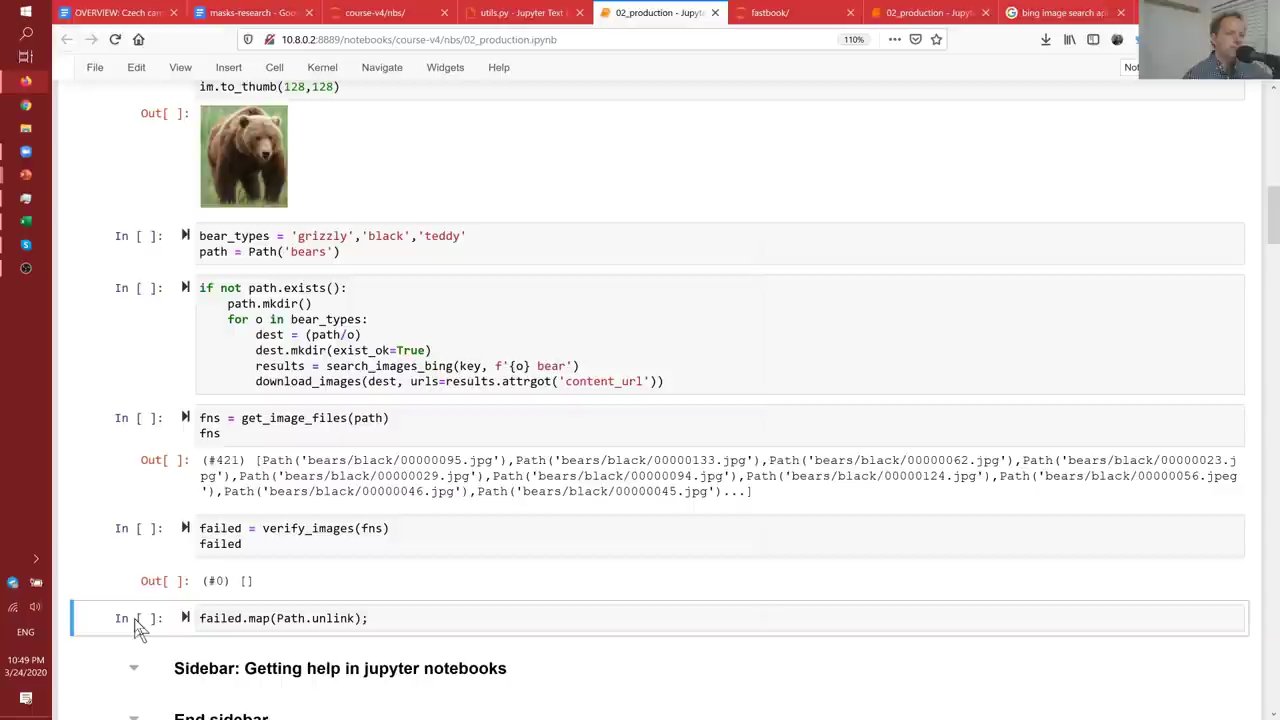 OVERVIEW: Czech can
masks-research - Goo
course-v4/nbs/
utils.py - Jupyter Text E
02_production - Jupyte
fastbook/
02_production - Jupyt
bing image search api
10.8.0.2:8889/notebooks/course-v4/nbs/02_production.ipynb
110%
File Edit View Insert Cell Kernel Navigate Widgets Help
Not
im.to_thumb(128,128)
Out[ ]:
In [ ]: bear_types = 'grizzly','black','teddy'
path = Path('bears')
In [ ]: if not path.exists():
path.mkdir()
for o in bear_types:
dest = (path/o)
dest.mkdir(exist_ok=True)
results = search_images_bing(key, f'{o} bear')
download_images(dest, urls=results.attrgot('content_url'))
In [ ]: fns = get_image_files(path)
fns
Out[ ]: (#421) [Path('bears/black/00000095.jpg'),Path('bears/black/00000133.jpg'),Path('bears/black/00000062.jpg'),Path('bears/black/00000023.j
pg'),Path('bears/black/00000029.jpg'),Path('bears/black/00000094.jpg'),Path('bears/black/00000124.jpg'),Path('bears/black/00000056.jpeg
'),Path('bears/black/00000046.jpg'),Path('bears/black/00000045.jpg')...]
In [ ]: failed = verify_images(fns)
failed
Out[ ]: (#0) []
In [ ]: failed.map(Path.unlink);
Sidebar: Getting help in jupyter notebooks
End sidebar
ENG
10:49 PM
3/24/2020